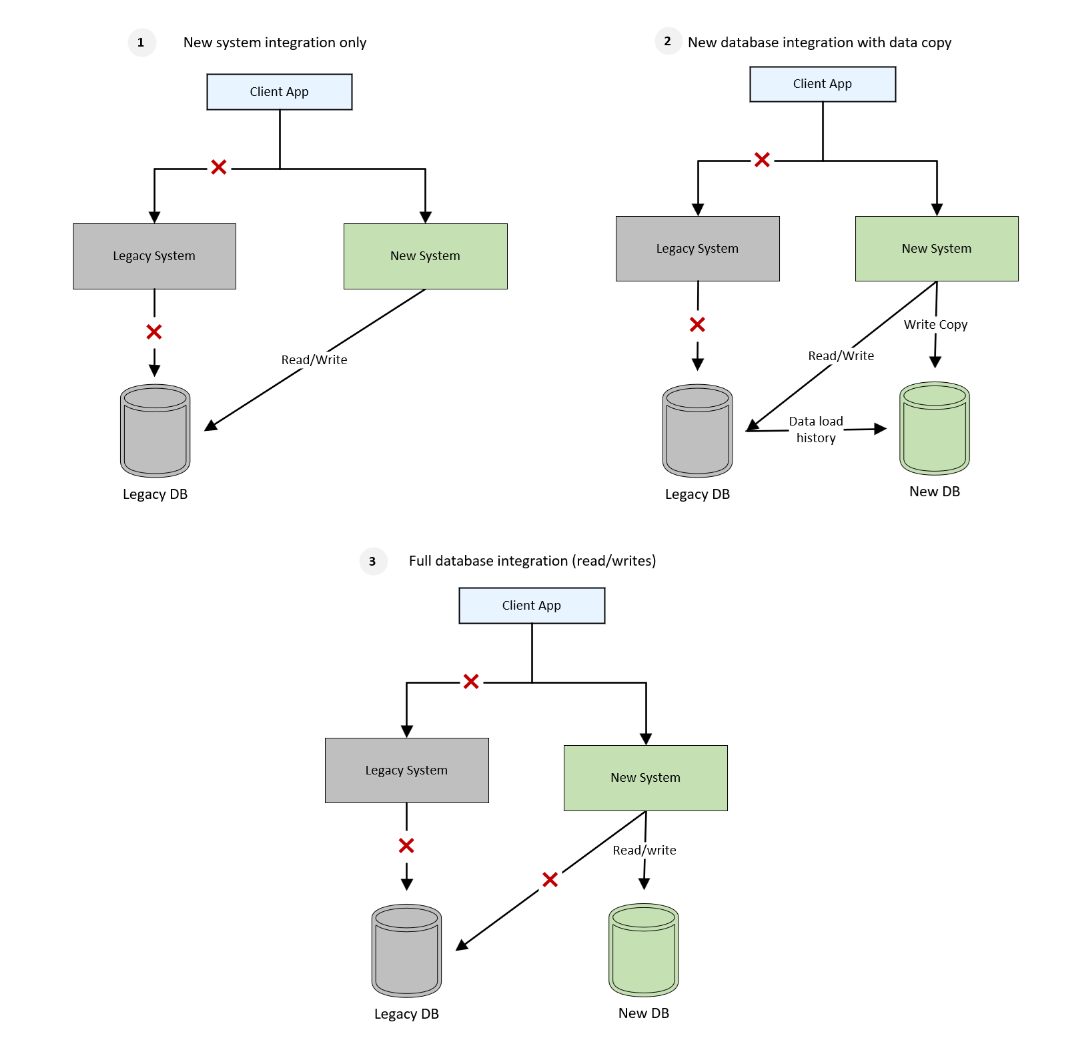 1 New system integration only
Client App
Legacy System
New System
Read/Write
Legacy DB
2 New database integration with data copy
Client App
Legacy System
New System
Write Copy
Read/Write
Data load
history
Legacy DB
New DB
3 Full database integration (read/writes)
Client App
Legacy System
New System
Read/write
Legacy DB
New DB